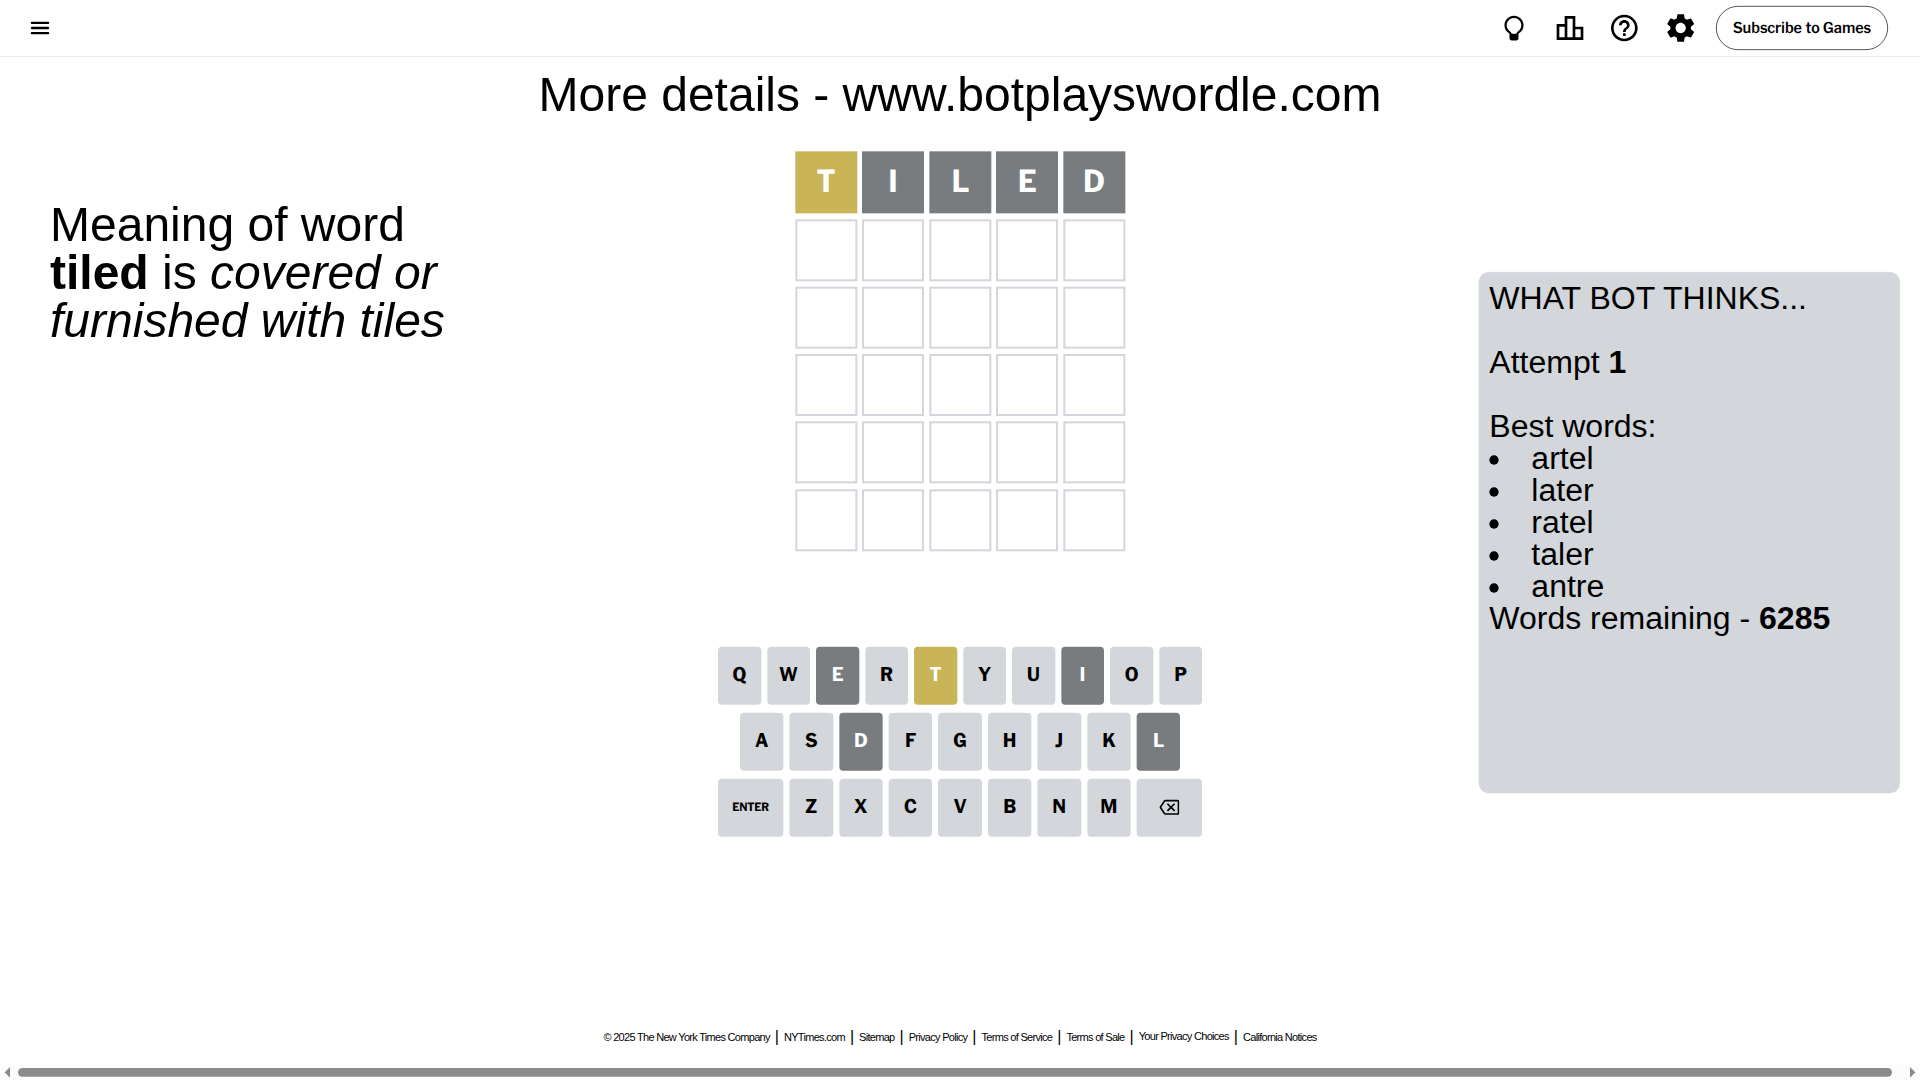 Subscribe to Games
More details - www.botplayswordle.com
Meaning of word
tiled is covered or
furnished with tiles
T I L E D
WHAT BOT THINKS...
Attempt 1
Best words:
• artel
• later
• ratel
• taler
• antre
Words remaining - 6285
Q W E R T Y U I O P
A S D F G H J K L
ENTER Z X C V B N M
© 2025 The New York Times Company | NYTimes.com | Sitemap | Privacy Policy | Terms of Service | Terms of Sale | Your Privacy Choices | California Notices